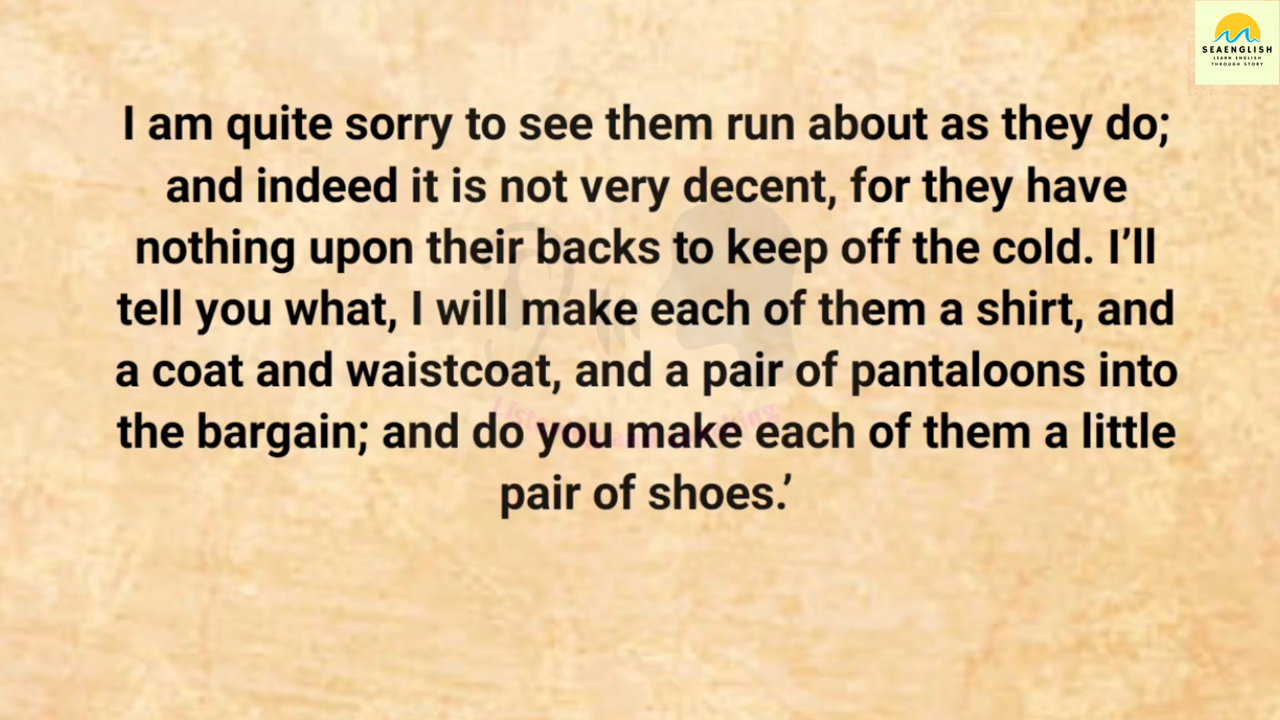 SEAENGLISH
LEARN ENGLISH
THROUGH STORY
I am quite sorry to see them run about as they do;
and indeed it is not very decent, for they have
nothing upon their backs to keep off the cold. I’ll
tell you what, I will make each of them a shirt, and
a coat and waistcoat, and a pair of pantaloons into
the bargain; and do you make each of them a little
pair of shoes.’